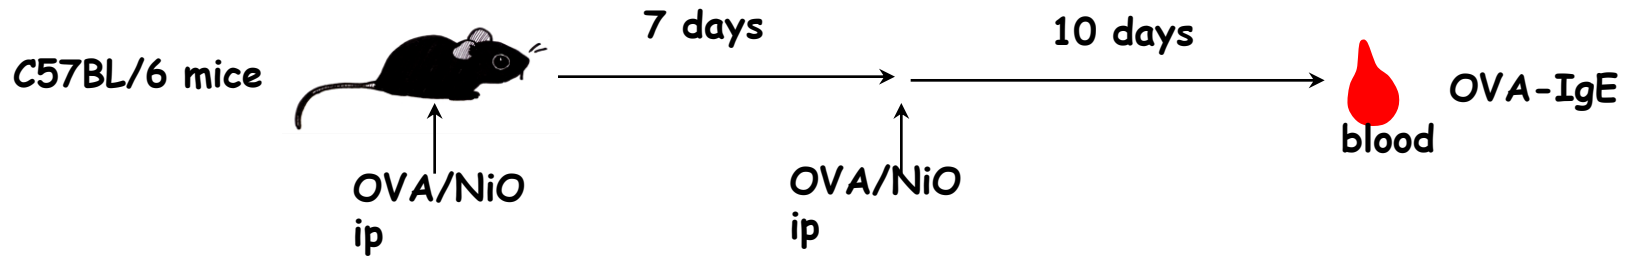 7 days
10 days
C57BL/6 mice
OVA-IgE
blood
OVA/NiO
ip
OVA/NiO
ip